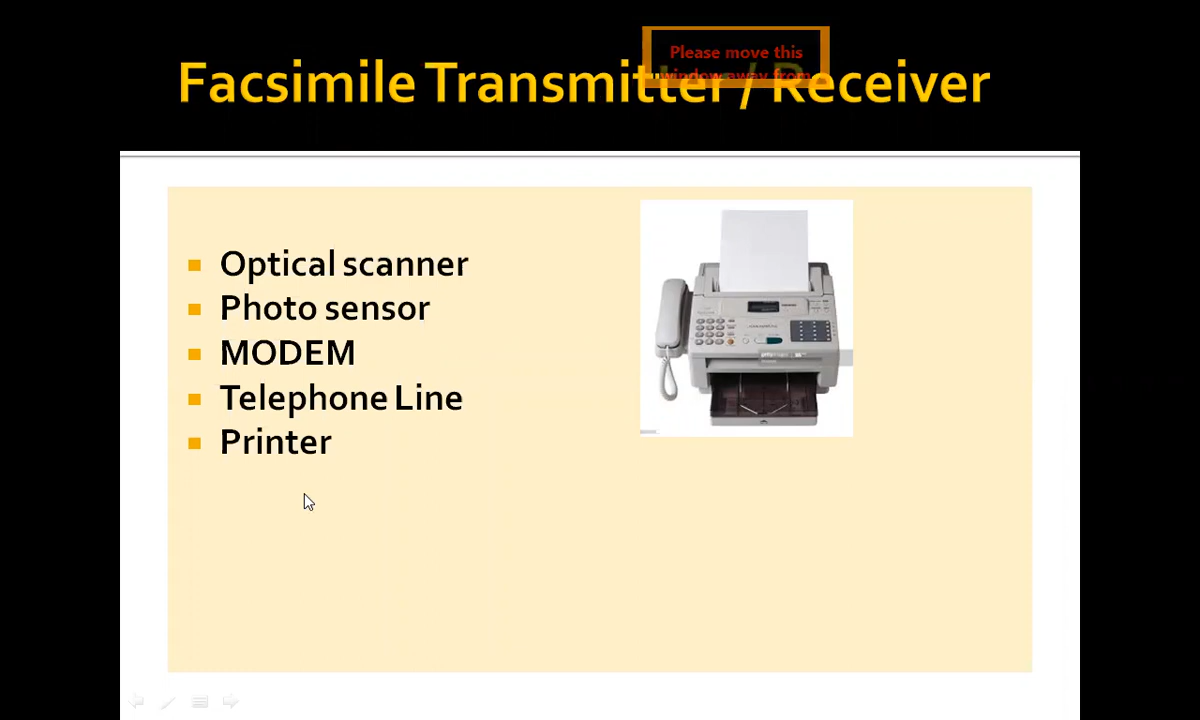 Please move this
window away from
Facsimile Transmitter / Receiver
Optical scanner
Photo sensor
MODEM
Telephone Line
Printer